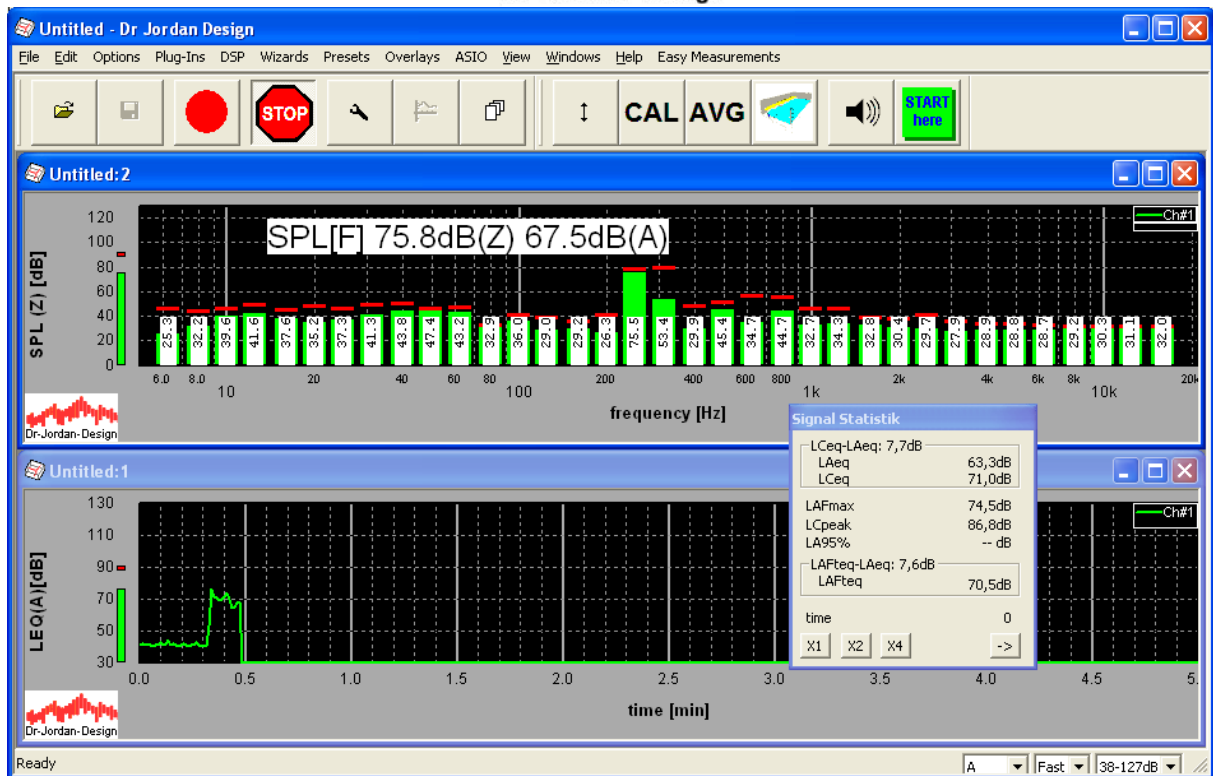 Untitled - Dr Jordan Design
File Edit Options Plug-Ins DSP Wizards Presets Overlays ASIO View Windows Help Easy Measurements
STOP CAL AVG START here
Untitled:2
SPL[F] 75.8dB(Z) 67.5dB(A)
Ch#1
SPL (Z) [dB]
120
100
80
60
40
20
0
32.2 39.6 41.6 37.6 35.2 37.3 41.3 43.8 47.4 43.2 36.0 29.0 29.2 26.3 75.5 53.4 29.9 45.4 34.7 44.7 34.3 32.8 30.4 27.9 28.9 28.8 28.7 29.2 30.3 31.1 32.0
6.0 8.0 20 40 60 80 200 400 600 800 2k 4k 6k 8k 20k
10 100 1k 10k
frequency [Hz]
Dr-Jordan-Design
Signal Statistik
LCeq-LAeq: 7,7dB
LAeq 63,3dB
LCeq 71,0dB
LAFmax 74,5dB
LCpeak 86,8dB
LA95% -- dB
LAFteq-LAeq: 7,6dB
LAFteq 70,5dB
time 0
X1 X2 X4 ->
Untitled:1
Ch#1
LEQ(A)[dB]
130
110
90
70
50
30
0.0 0.5 1.0 1.5 2.0 2.5 3.0 3.5 4.0 4.5 5.
time [min]
Dr-Jordan-Design
Ready A Fast 38-127dB